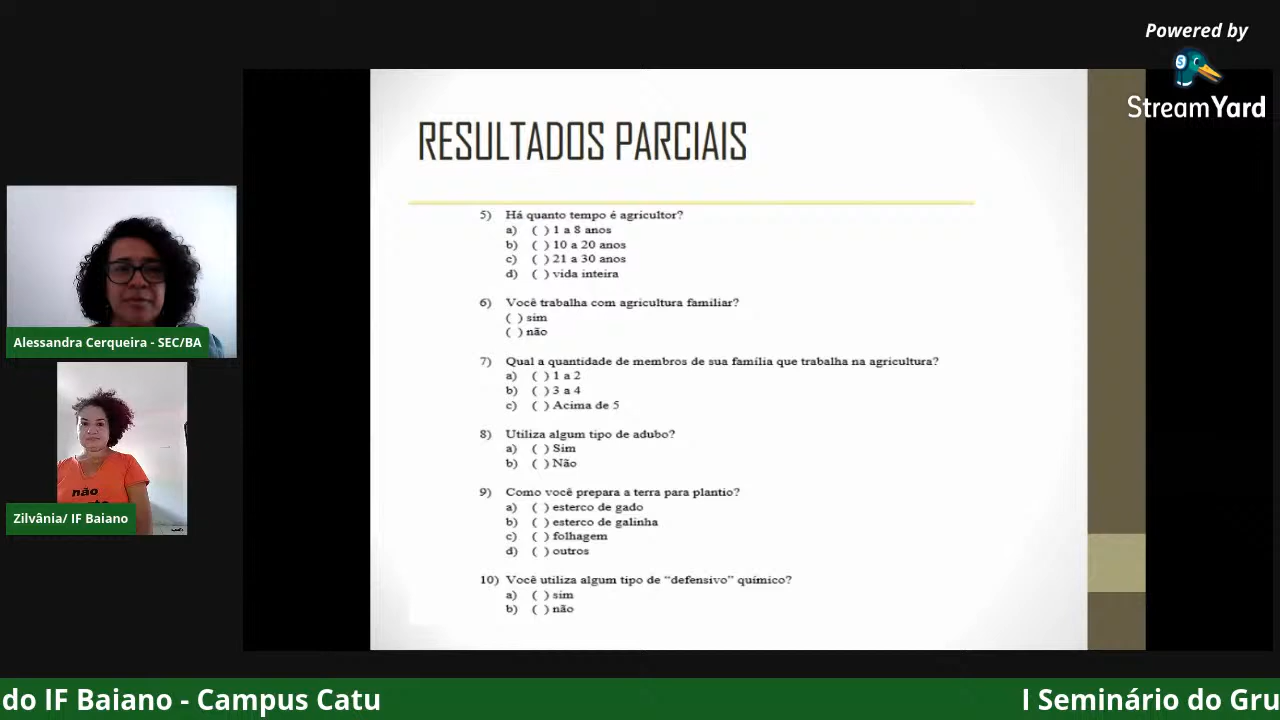 Powered by
StreamYard
RESULTADOS PARCIAIS
5) Há quanto tempo é agricultor?
a) ( ) 1 a 8 anos
b) ( ) 10 a 20 anos
c) ( ) 21 a 30 anos
d) ( ) vida inteira
6) Você trabalha com agricultura familiar?
( ) sim
( ) não
7) Qual a quantidade de membros de sua família que trabalha na agricultura?
a) ( ) 1 a 2
b) ( ) 3 a 4
c) ( ) Acima de 5
8) Utiliza algum tipo de adubo?
a) ( ) Sim
b) ( ) Não
9) Como você prepara a terra para plantio?
a) ( ) esterco de gado
b) ( ) esterco de galinha
c) ( ) folhagem
d) ( ) outros
10) Você utiliza algum tipo de “defensivo” químico?
a) ( ) sim
b) ( ) não
Alessandra Cerqueira - SEC/BA
não
Zilvânia/ IF Baiano
do IF Baiano - Campus Catu
I Seminário do Gru